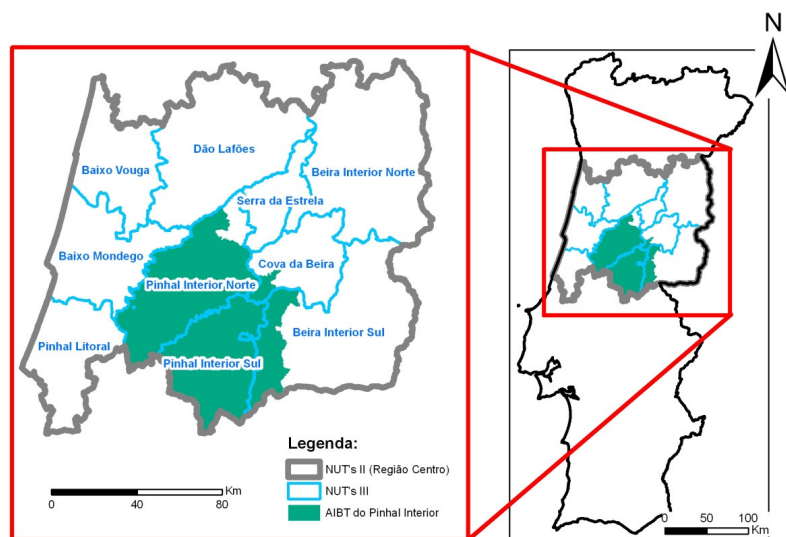 N
Dão Lafões
Baixo Vouga
Beira Interior Norte
Serra da Estrela
Baixo Mondego
Cova da Beira
Pinhal Interior Norte
Beira Interior Sul
Pinhal Litoral
Pinhal Interior Sul
Legenda:
NUT's II (Região Centro)
NUT's III
AIBT do Pinhal Interior
Km
0 40 80
Km
0 50 100